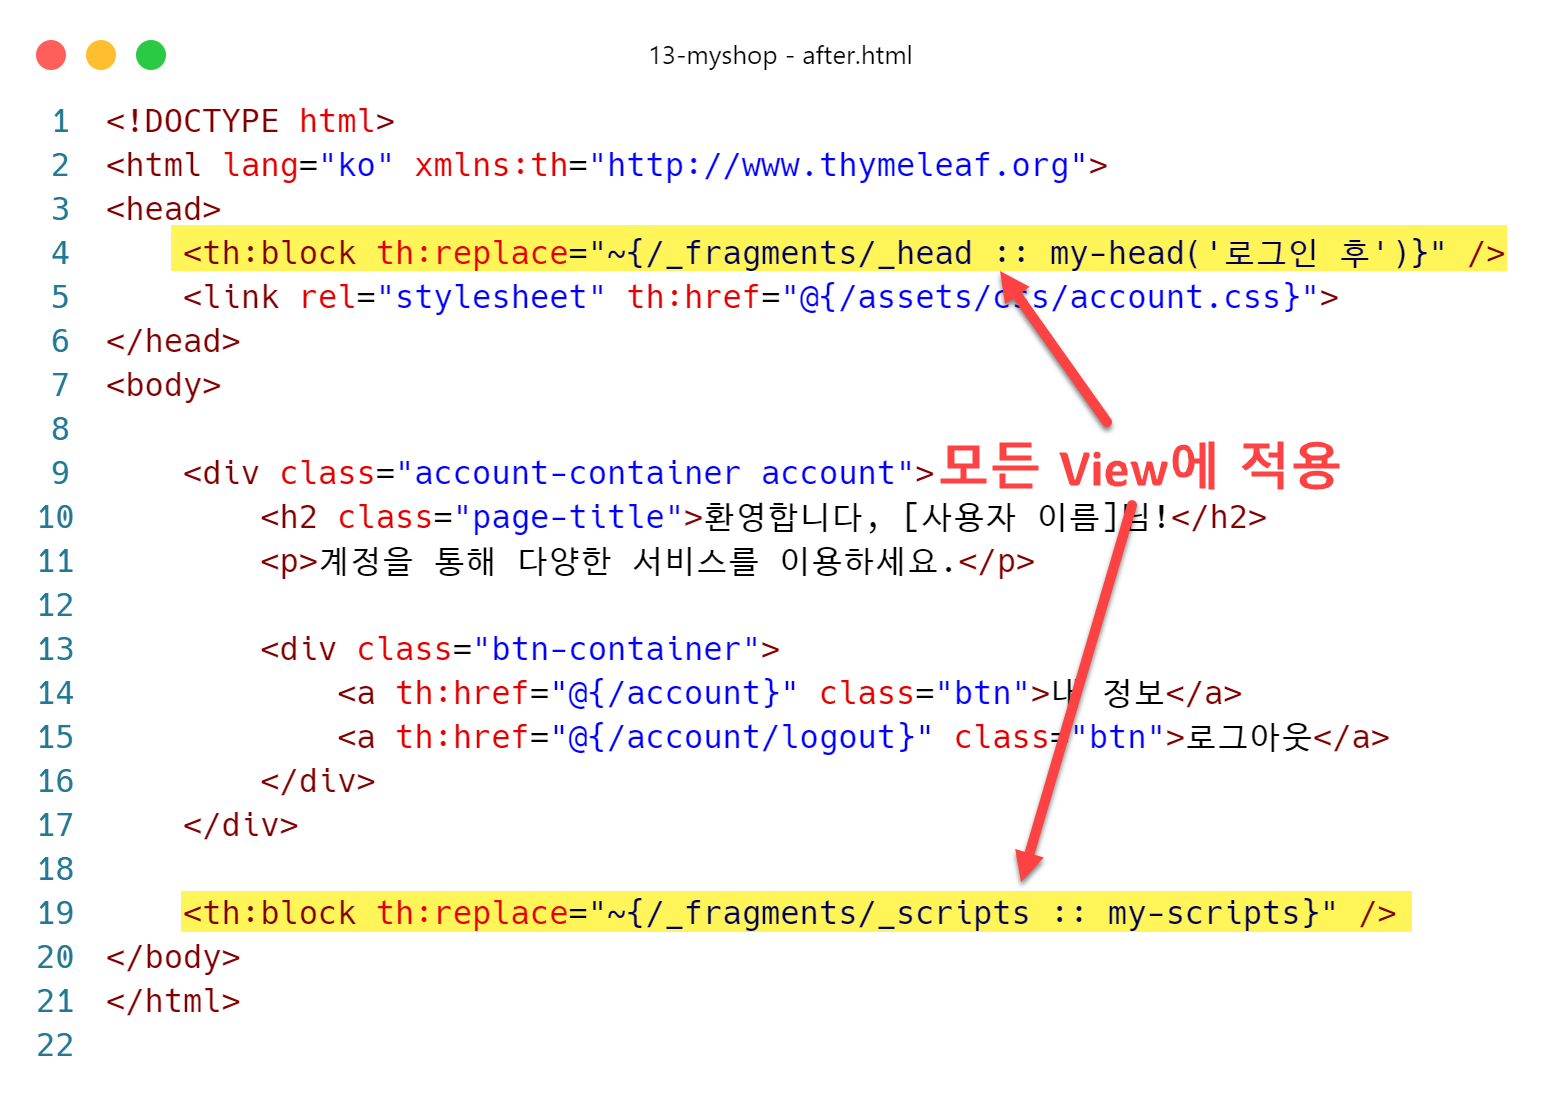 13-myshop - after.html
1 <!DOCTYPE html>
2 <html lang="ko" xmlns:th="http://www.thymeleaf.org">
3 <head>
4     <th:block th:replace="~{/_fragments/_head :: my-head('로그인 후')}" />
5     <link rel="stylesheet" th:href="@{/assets/css/account.css}">
6 </head>
7 <body>
8
9     <div class="account-container account">
모든 View에 적용
10         <h2 class="page-title">환영합니다, [사용자 이름]님!</h2>
11         <p>계정을 통해 다양한 서비스를 이용하세요.</p>
12
13         <div class="btn-container">
14             <a th:href="@{/account}" class="btn">내 정보</a>
15             <a th:href="@{/account/logout}" class="btn">로그아웃</a>
16         </div>
17     </div>
18
19     <th:block th:replace="~{/_fragments/_scripts :: my-scripts}" />
20 </body>
21 </html>
22